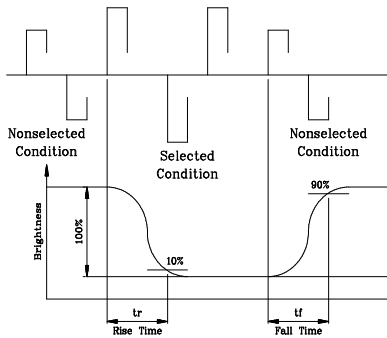 Nonselected
Condition
Selected
Condition
Nonselected
Condition
Brightness
100%
10%
90%
tr
Rise Time
tf
Fall Time